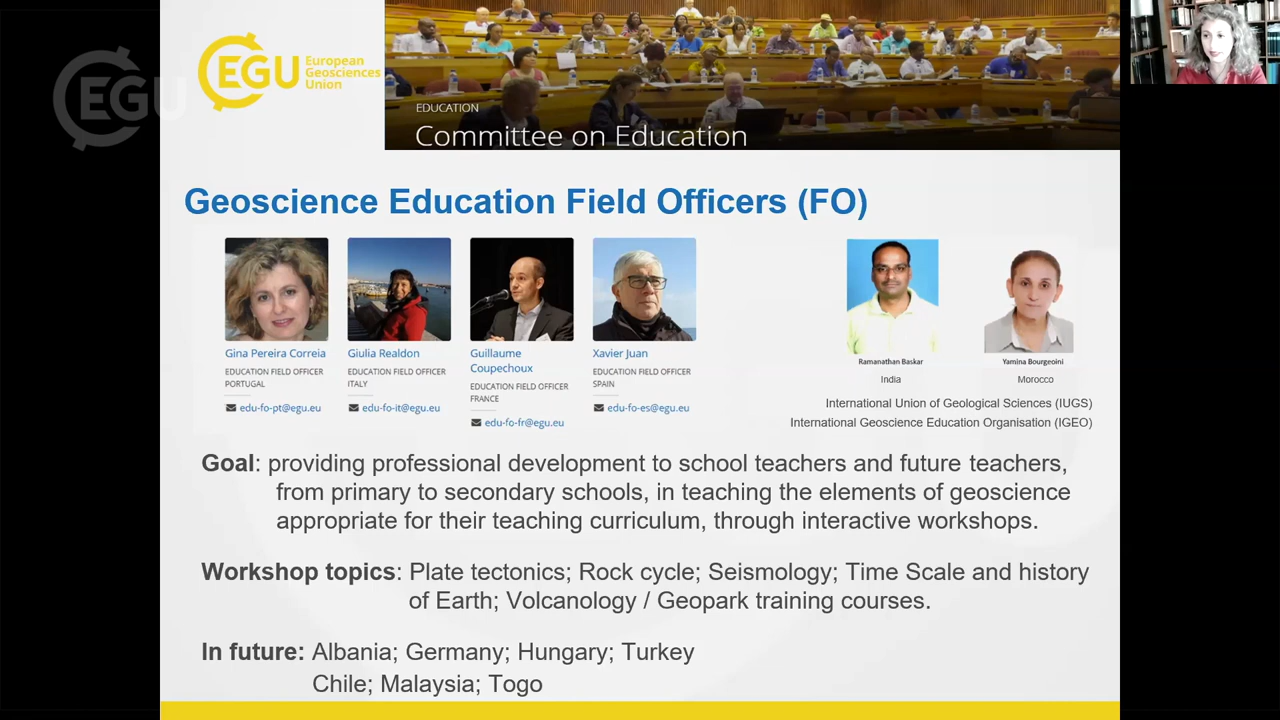 EGU
EGU
European
Geosciences
Union
EDUCATION
Committee on Education
Geoscience Education Field Officers (FO)
Gina Pereira Correia
EDUCATION FIELD OFFICER
PORTUGAL
edu-fo-pt@egu.eu
Giulia Realdon
EDUCATION FIELD OFFICER
ITALY
edu-fo-it@egu.eu
Guillaume
Coupechoux
EDUCATION FIELD OFFICER
FRANCE
edu-fo-fr@egu.eu
Xavier Juan
EDUCATION FIELD OFFICER
SPAIN
edu-fo-es@egu.eu
Ramanathan Baskar
India
Yamina Bourgeoini
Morocco
International Union of Geological Sciences (IUGS)
International Geoscience Education Organisation (IGEO)
Goal: providing professional development to school teachers and future teachers,
from primary to secondary schools, in teaching the elements of geoscience
appropriate for their teaching curriculum, through interactive workshops.
Workshop topics: Plate tectonics; Rock cycle; Seismology; Time Scale and history
of Earth; Volcanology / Geopark training courses.
In future: Albania; Germany; Hungary; Turkey
Chile; Malaysia; Togo